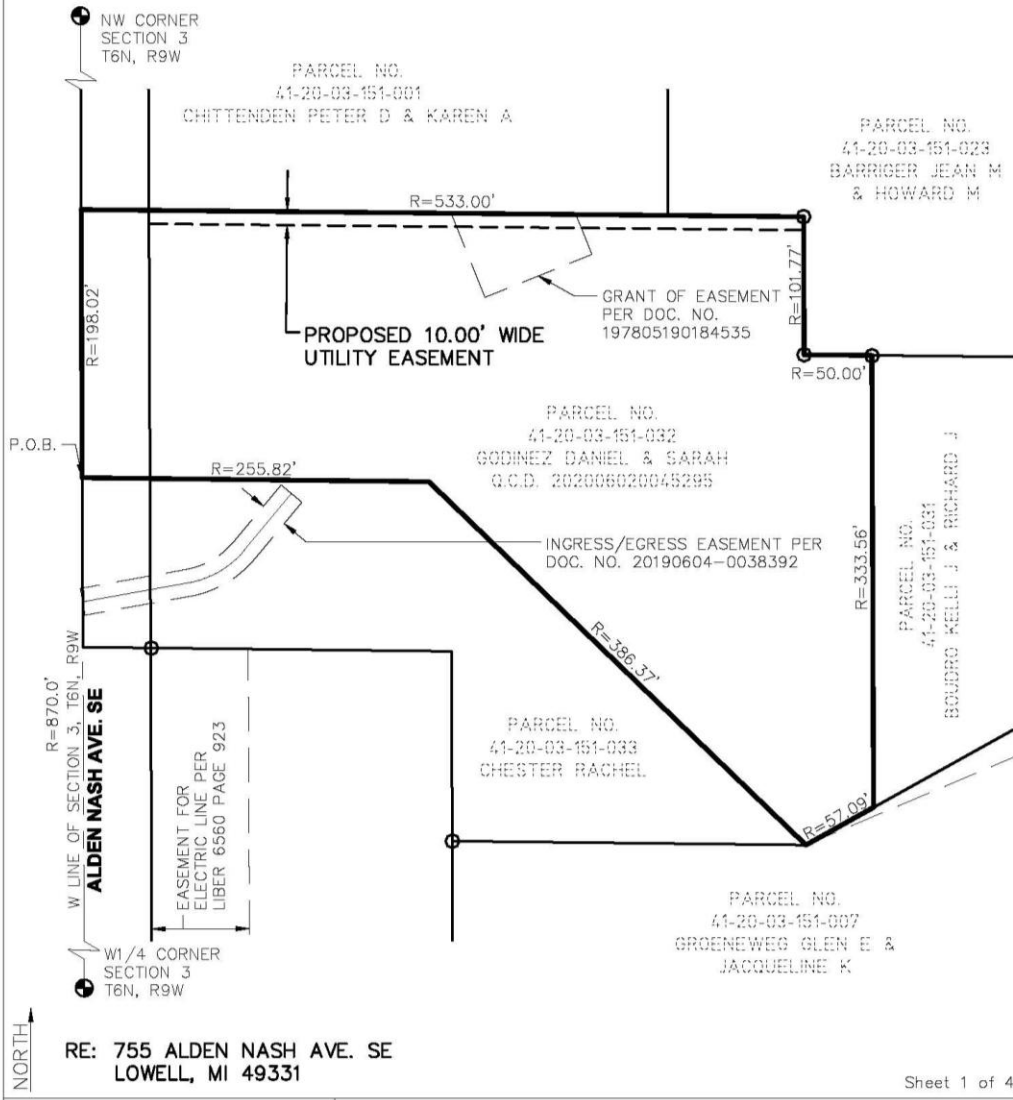 NW CORNER
SECTION 3
T6N, R9W
PARCEL NO.
41-20-03-151-001
CHITTENDEN PETER D & KAREN A
PARCEL NO.
41-20-03-151-023
BARRIGER JEAN M
& HOWARD M
R=533.00'
R=198.02'
R=101.77'
GRANT OF EASEMENT
PER DOC. NO.
197805190184535
PROPOSED 10.00' WIDE
UTILITY EASEMENT
R=50.00'
PARCEL NO.
41-20-03-151-032
GODINEZ DANIEL & SARAH
Q.C.D. 202006020045295
P.O.B.
R=255.82'
INGRESS/EGRESS EASEMENT PER
DOC. NO. 20190604-0038392
R=333.56'
PARCEL NO.
41-20-03-151-031
BOUDRO KELLI J & RICHARD J
R=386.37'
R=870.0'
W LINE OF SECTION 3, T6N, R9W
ALDEN NASH AVE. SE
EASEMENT FOR
ELECTRIC LINE PER
LIBER 6560 PAGE 923
PARCEL NO.
41-20-03-151-033
CHESTER RACHEL
R=57.09'
PARCEL NO.
41-20-03-151-007
GROENEWEG GLEN E &
JACQUELINE K
W1/4 CORNER
SECTION 3
T6N, R9W
NORTH
RE: 755 ALDEN NASH AVE. SE
LOWELL, MI 49331
Sheet 1 of 4